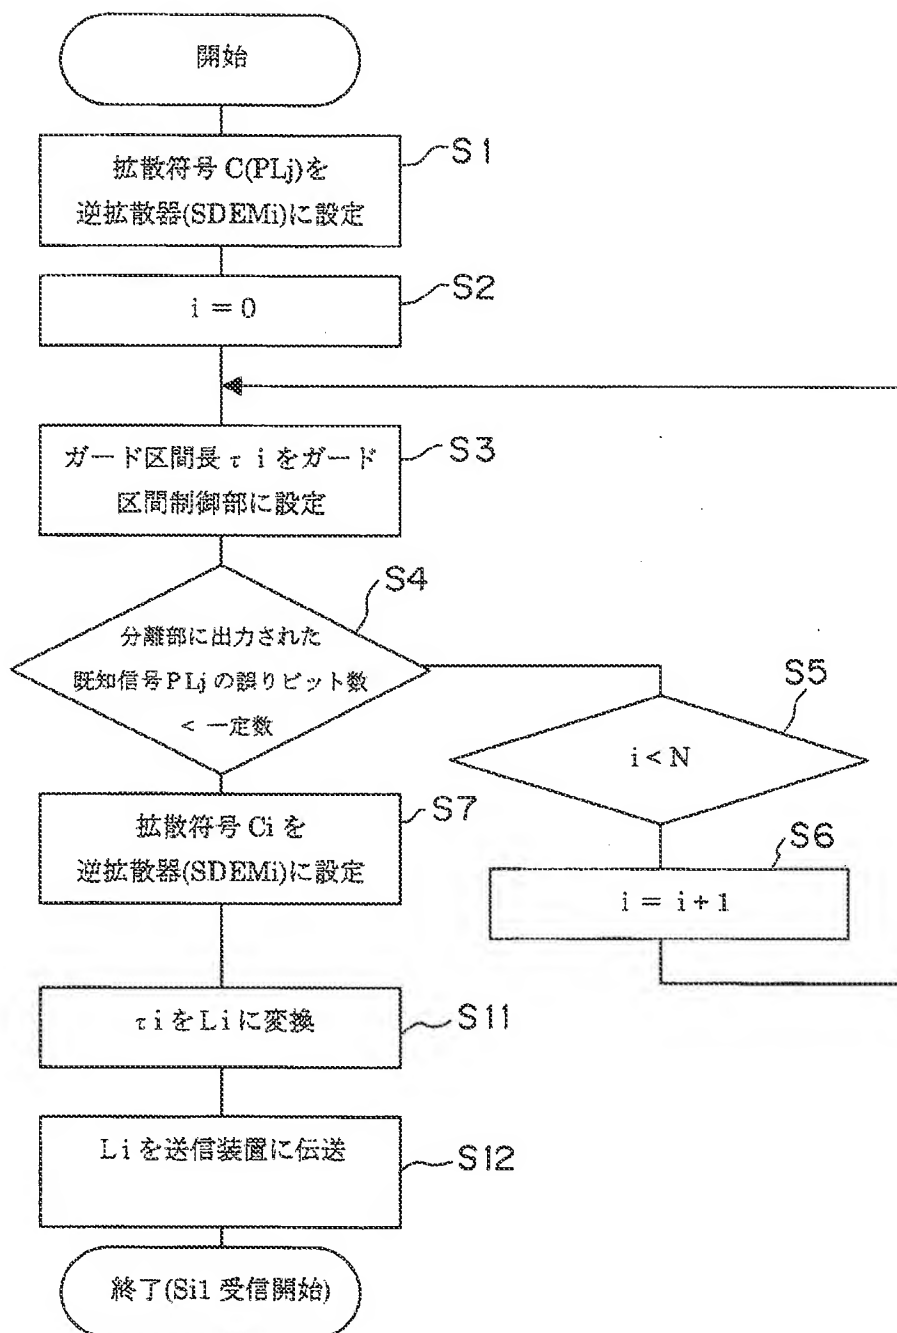 開始
拡散符号 C(PLj)を
逆拡散器(SDEMi)に設定
S1
i = 0
S2
ガード区間長τ i をガード
区間制御部に設定
S3
分離部に出力された
既知信号PLj の誤りビット数
< 一定数
S4
i < N
S5
i = i + 1
S6
拡散符号 Ci を
逆拡散器(SDEMi)に設定
S7
τ i を L i に変換
S11
L i を送信装置に伝送
S12
終了(Si1 受信開始)